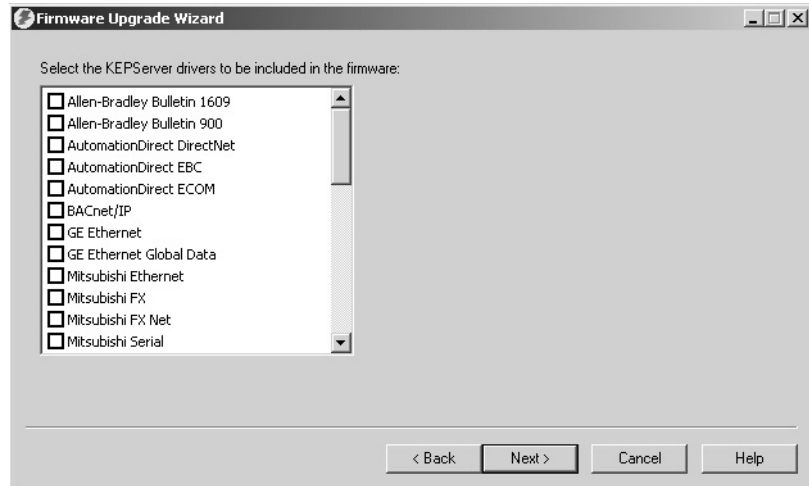 Firmware Upgrade Wizard
Select the KEPServer drivers to be included in the firmware:
Allen-Bradley Bulletin 1609
Allen-Bradley Bulletin 900
AutomationDirect DirectNet
AutomationDirect EBC
AutomationDirect ECOM
BACnet/IP
GE Ethernet
GE Ethernet Global Data
Mitsubishi Ethernet
Mitsubishi FX
Mitsubishi FX Net
Mitsubishi Serial
< Back Next > Cancel Help